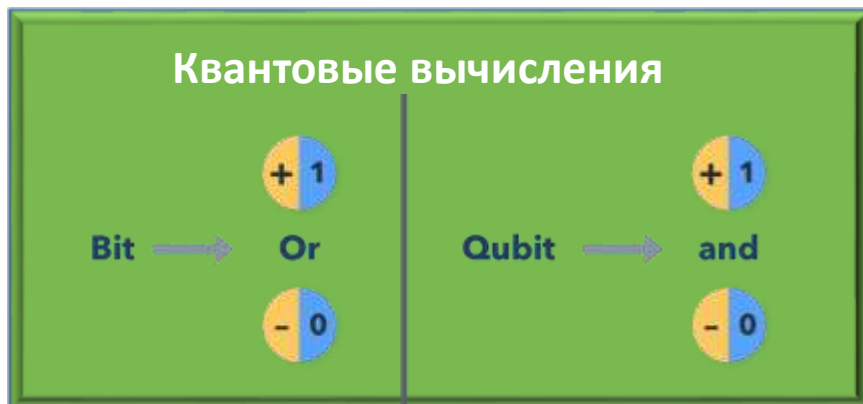 Квантовые вычисления
+ 1
Bit Or
- 0
+ 1
Qubit and
- 0